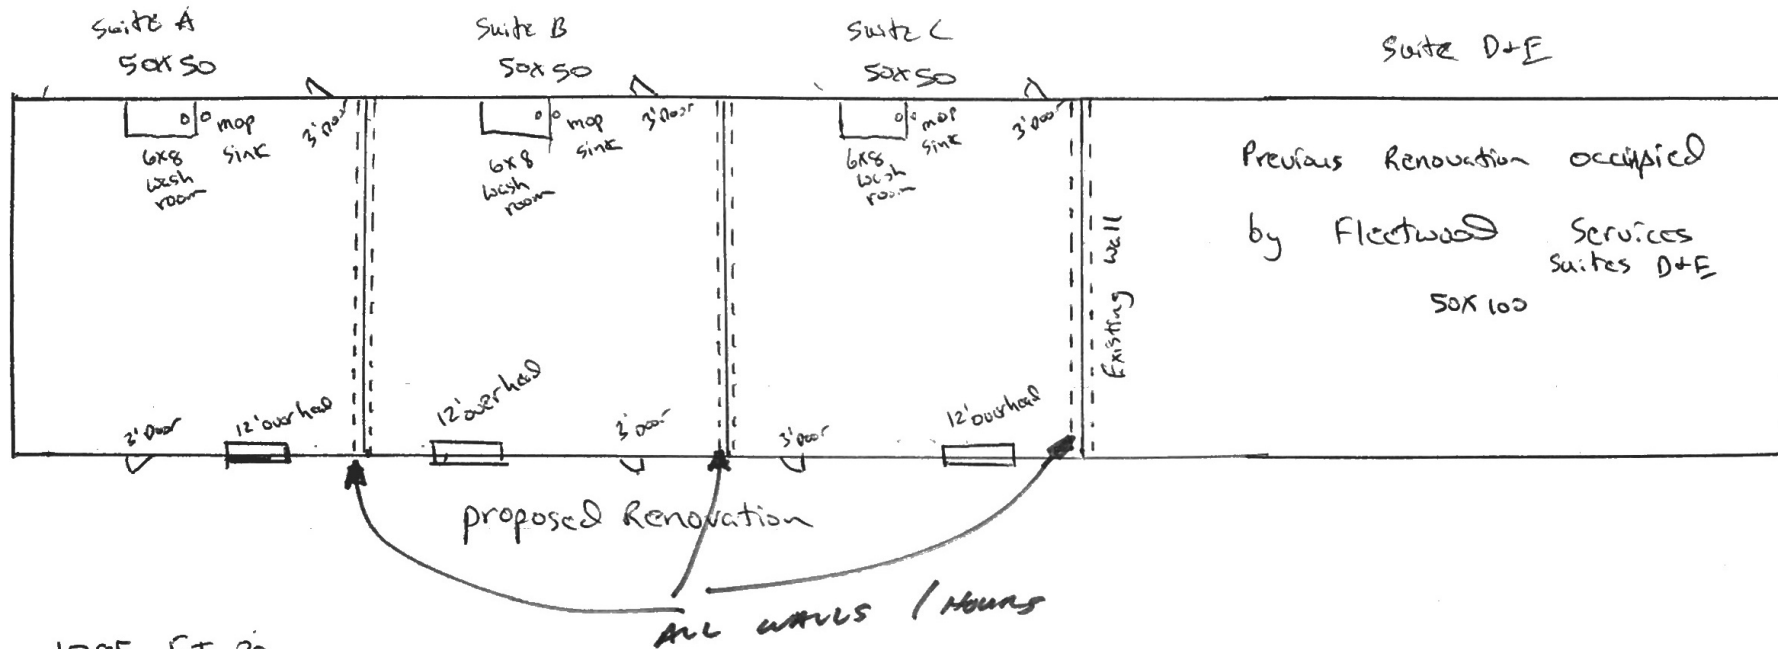 Suite A
50X50
Suite B
50X50
Suite C
50X50
Suite D+E
mop
sink
3' Door
6x8
wash
room
mop
sink
3' Door
6x8
wash
room
mop
sink
3' Door
6x8
wash
room
Existing wall
Previous Renovation occupied
by Fleetwood Services
Suites D+E
50X100
3' Door
12' overhead
12' overhead
3' Door
3' Door
12' overhead
proposed Renovation
ALL WALLS 1 HOURS